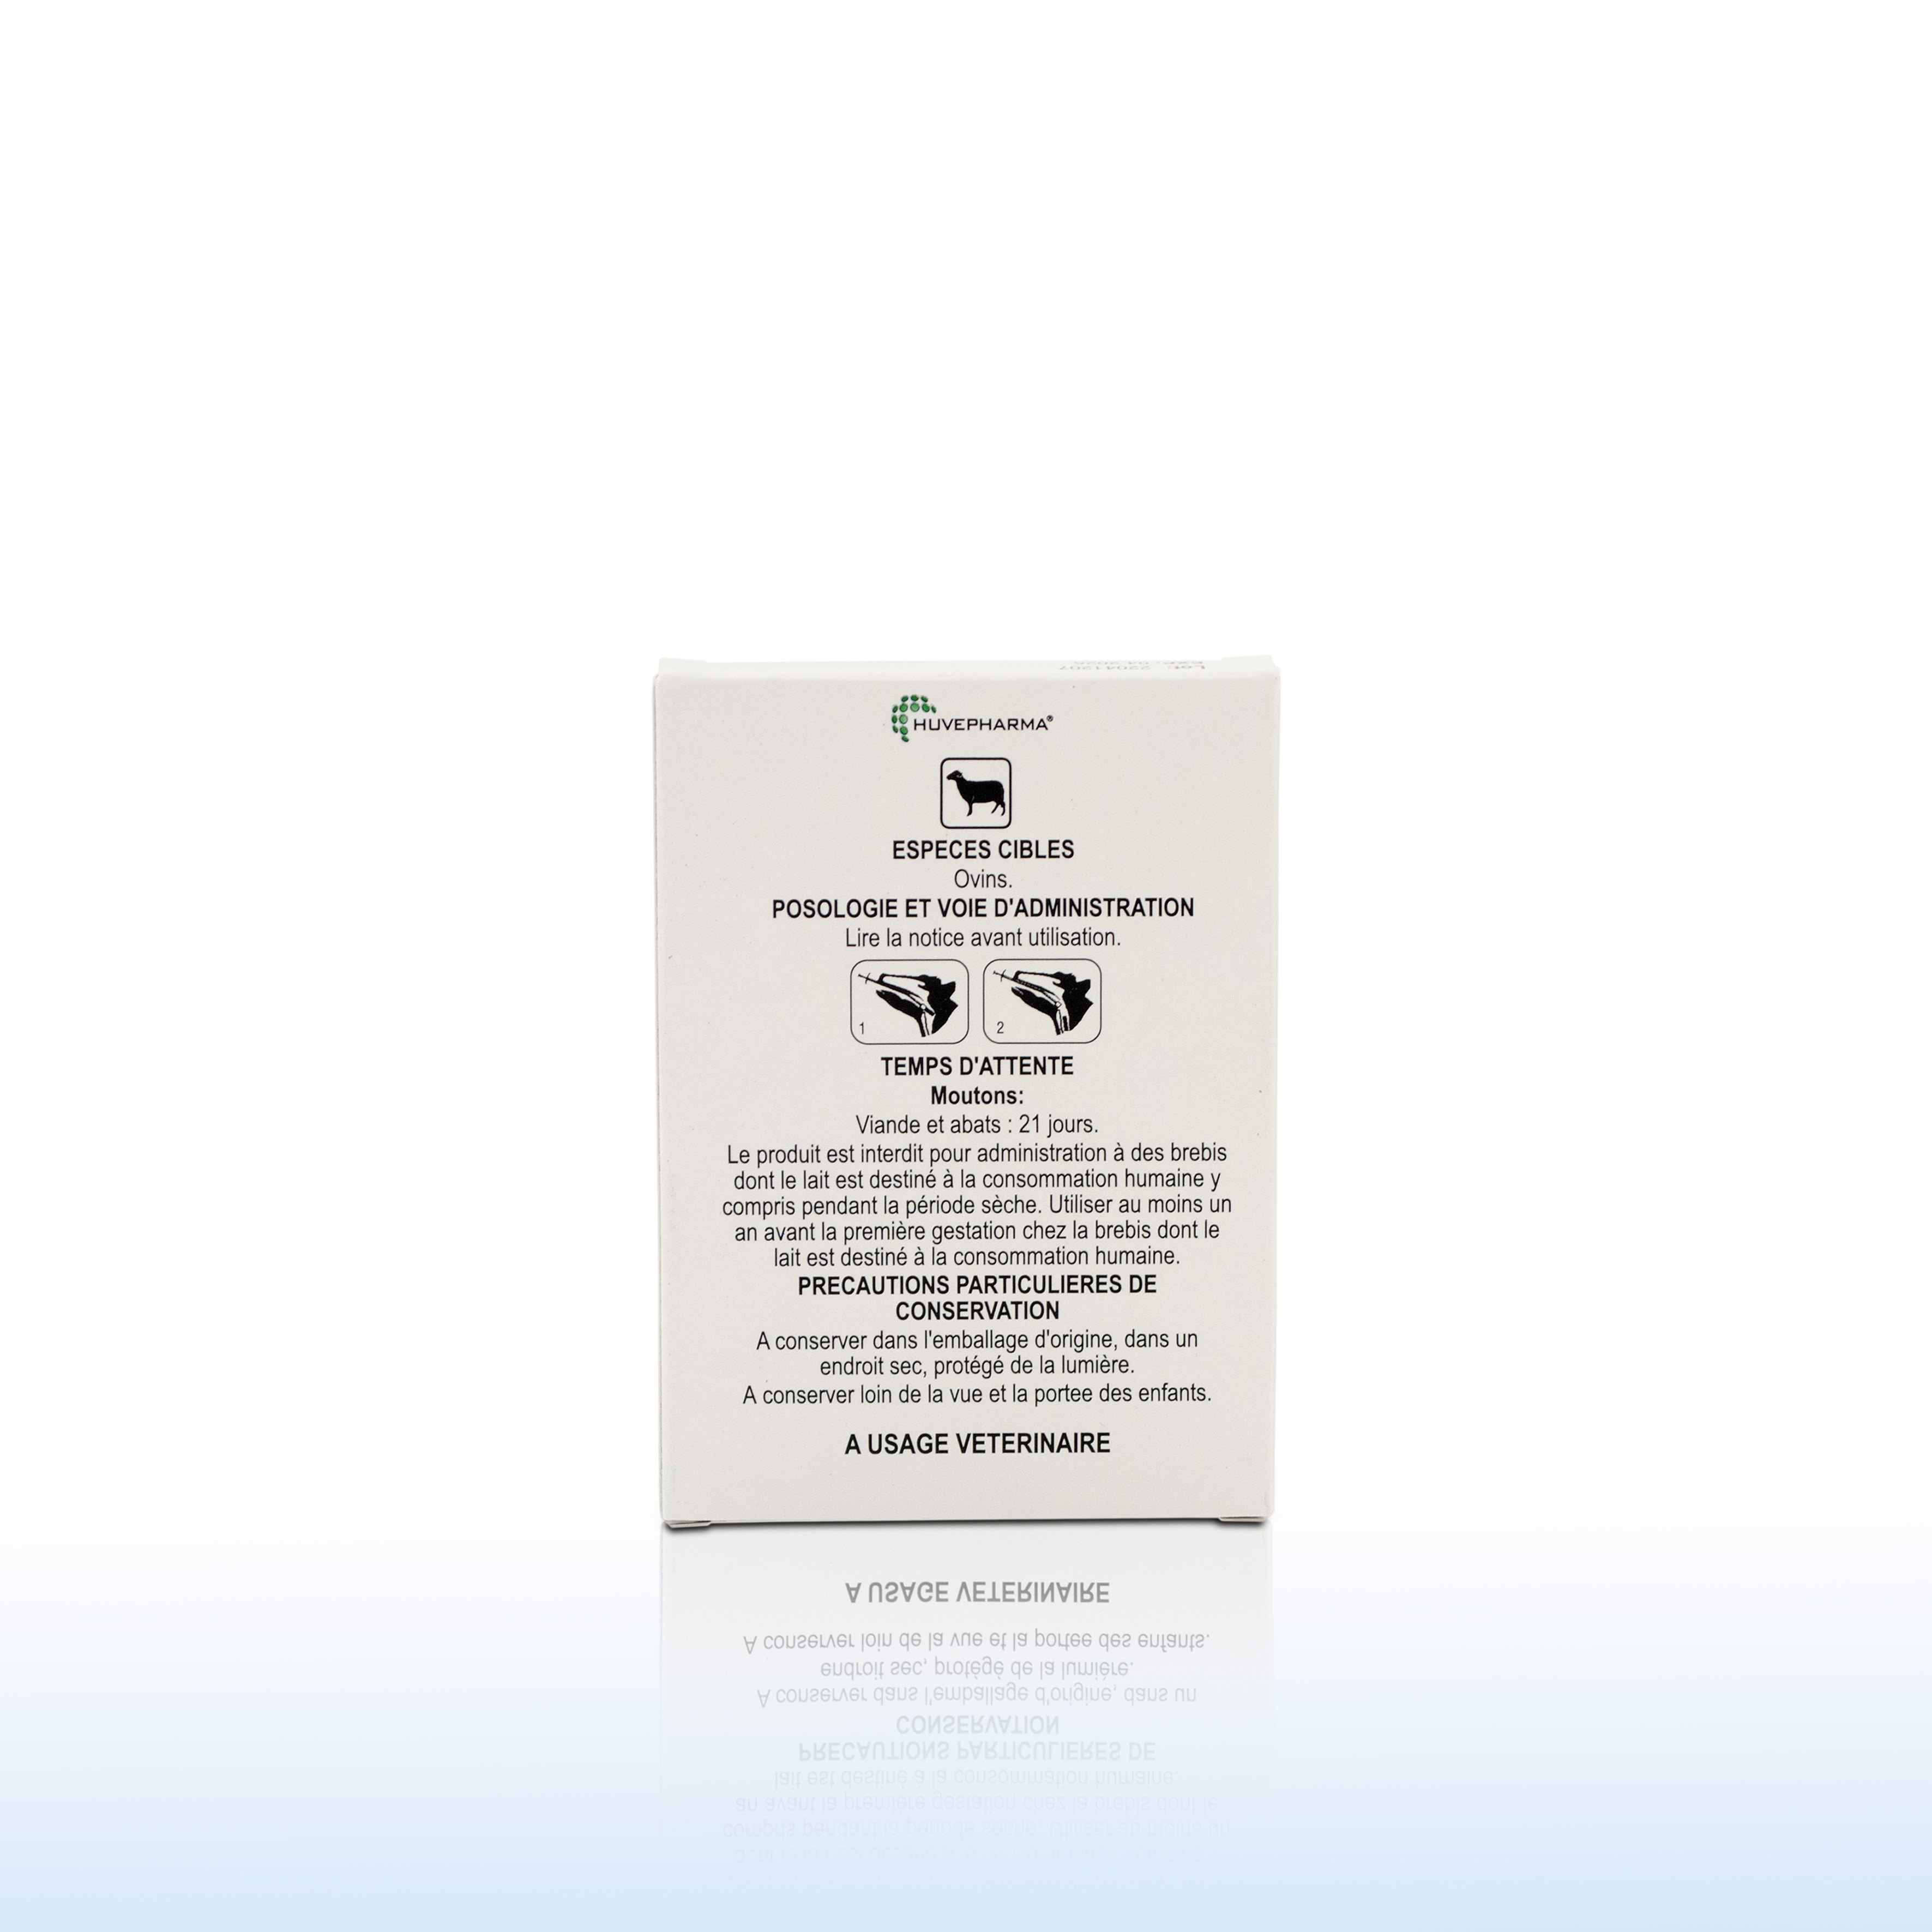 Lot: 22041207
HUVEPHARMA®
ESPECES CIBLES
Ovins.
POSOLOGIE ET VOIE D'ADMINISTRATION
Lire la notice avant utilisation.
1 2
TEMPS D'ATTENTE
Moutons:
Viande et abats : 21 jours.
Le produit est interdit pour administration à des brebis
dont le lait est destiné à la consommation humaine y
compris pendant la période sèche. Utiliser au moins un
an avant la première gestation chez la brebis dont le
lait est destiné à la consommation humaine.
PRECAUTIONS PARTICULIERES DE
CONSERVATION
A conserver dans l'emballage d'origine, dans un
endroit sec, protégé de la lumière.
A conserver loin de la vue et la portee des enfants.
A USAGE VETERINAIRE